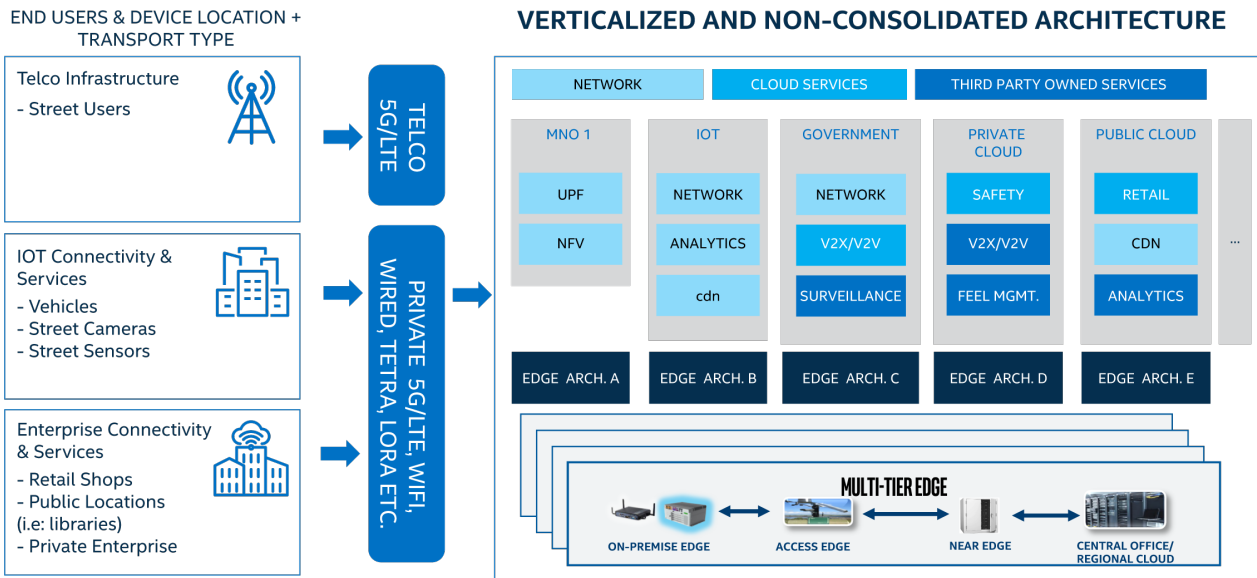 END USERS & DEVICE LOCATION +
TRANSPORT TYPE
Telco Infrastructure
- Street Users
IOT Connectivity &
Services
- Vehicles
- Street Cameras
- Street Sensors
Enterprise Connectivity
& Services
- Retail Shops
- Public Locations
(i.e: libraries)
- Private Enterprise
TELCO
5G/LTE
PRIVATE 5G/LTE, WIFI,
WIRED, TETRA, LORA ETC.
VERTICALIZED AND NON-CONSOLIDATED ARCHITECTURE
NETWORK
CLOUD SERVICES
THIRD PARTY OWNED SERVICES
MNO 1
UPF
NFV
EDGE ARCH. A
IOT
NETWORK
ANALYTICS
cdn
EDGE ARCH. B
GOVERNMENT
NETWORK
V2X/V2V
SURVEILLANCE
EDGE ARCH. C
PRIVATE
CLOUD
SAFETY
V2X/V2V
FEEL MGMT.
EDGE ARCH. D
PUBLIC CLOUD
RETAIL
CDN
ANALYTICS
EDGE ARCH. E
...
MULTI-TIER EDGE
ON-PREMISE EDGE
ACCESS EDGE
NEAR EDGE
CENTRAL OFFICE/
REGIONAL CLOUD